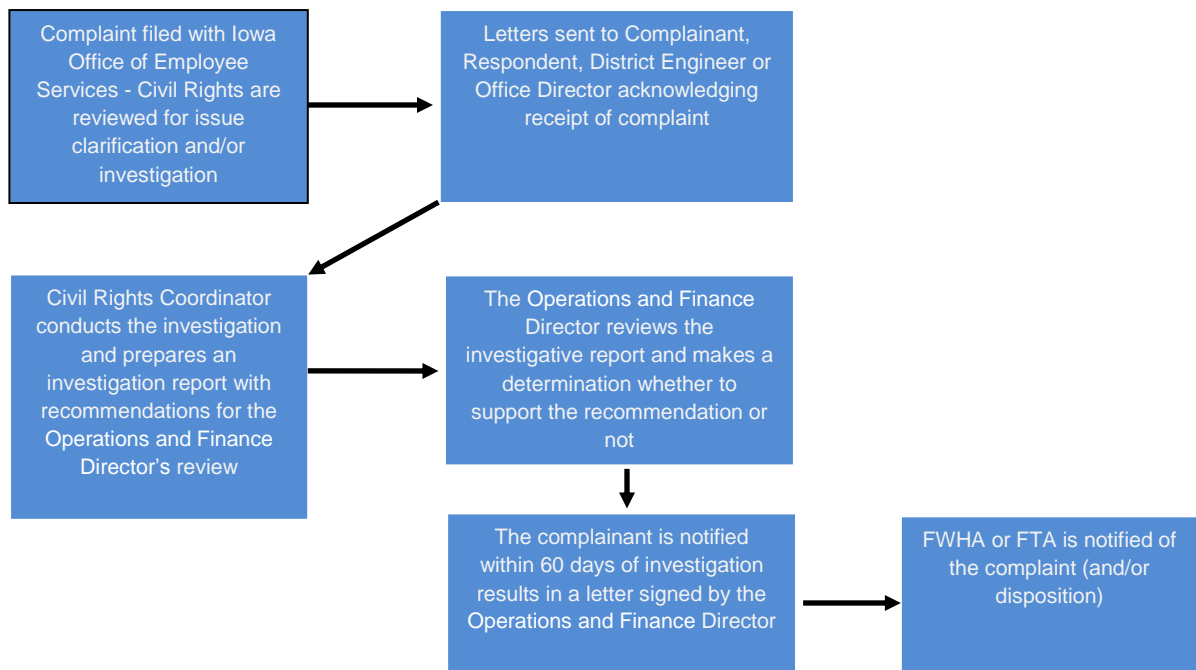 Complaint filed with Iowa
Office of Employee
Services - Civil Rights are
reviewed for issue
clarification and/or
investigation
Letters sent to Complainant,
Respondent, District Engineer or
Office Director acknowledging
receipt of complaint
Civil Rights Coordinator
conducts the investigation
and prepares an
investigation report with
recommendations for the
Operations and Finance
Director's review
The Operations and Finance
Director reviews the
investigative report and makes a
determination whether to
support the recommendation or
not
The complainant is notified
within 60 days of investigation
results in a letter signed by the
Operations and Finance Director
FWHA or FTA is notified of
the complaint (and/or
disposition)